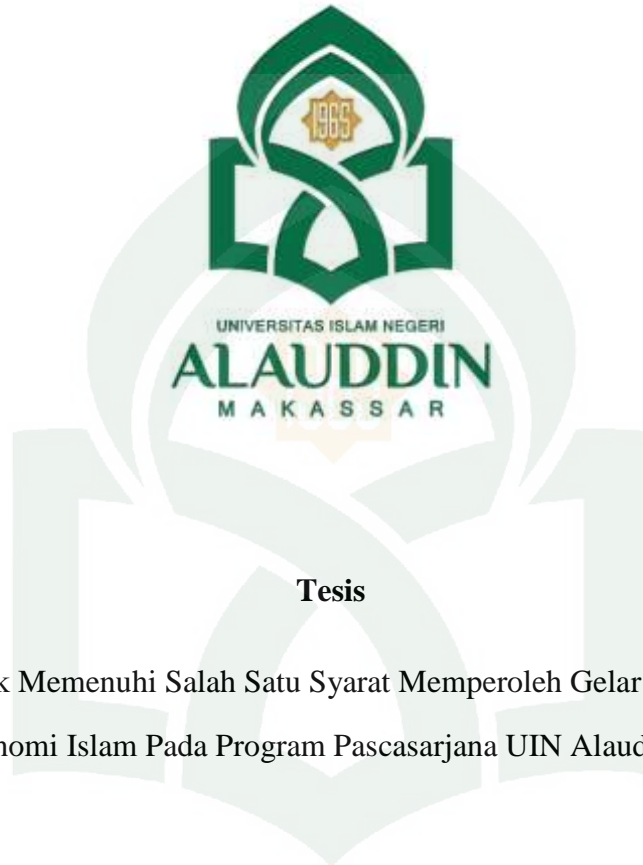 1965
UNIVERSITAS ISLAM NEGERI
ALAUDDIN
MAKASSAR
Tesis
Memenuhi Salah Satu Syarat Memperoleh Gelar
Islam Pada Program Pascasarjana UIN